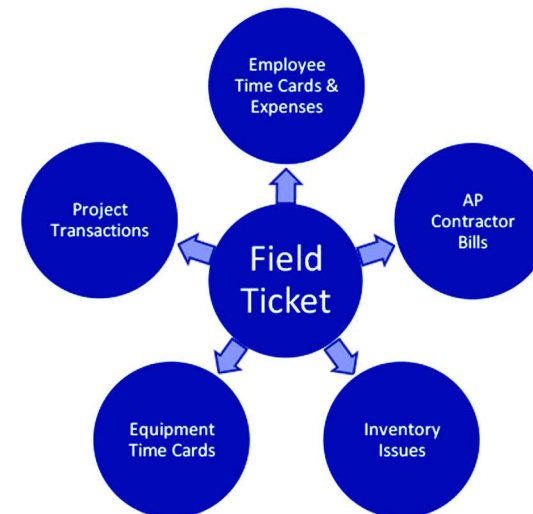 Employee
Time Cards &
Expenses
Project
Transactions
AP
Contractor
Bills
Field
Ticket
Equipment
Time Cards
Inventory
Issues